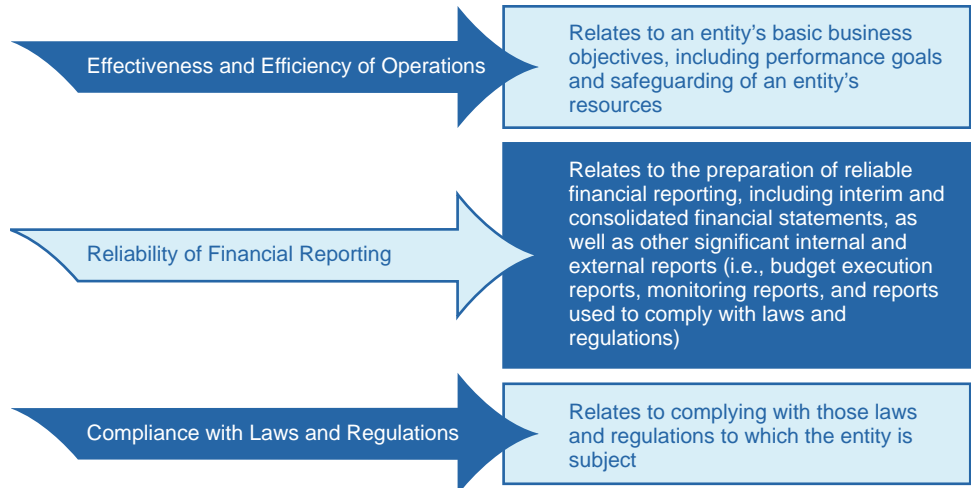 Effectiveness and Efficiency of Operations
Relates to an entity’s basic business
objectives, including performance goals
and safeguarding of an entity’s
resources
Reliability of Financial Reporting
Relates to the preparation of reliable
financial reporting, including interim and
consolidated financial statements, as
well as other significant internal and
external reports (i.e., budget execution
reports, monitoring reports, and reports
used to comply with laws and
regulations)
Compliance with Laws and Regulations
Relates to complying with those laws
and regulations to which the entity is
subject